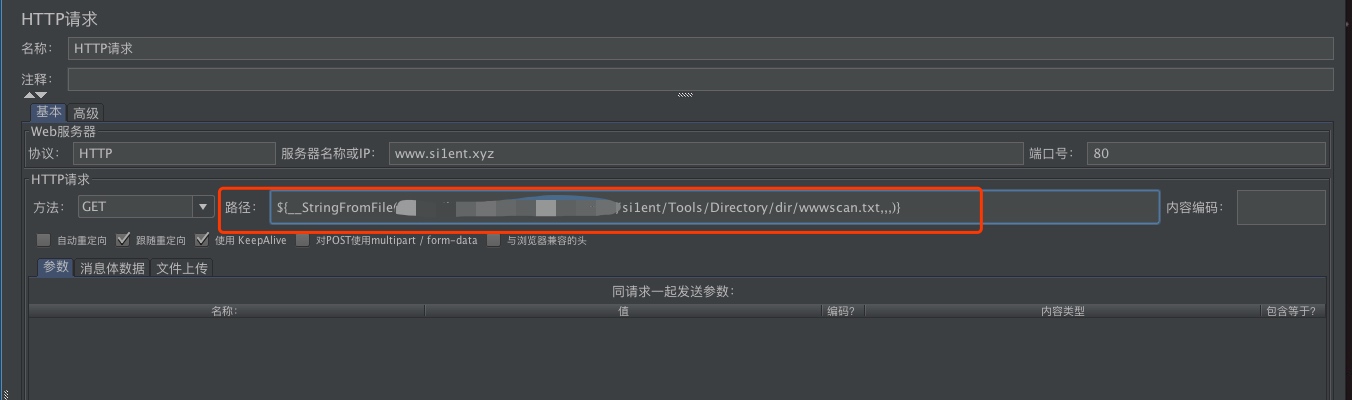 HTTP请求
名称： HTTP请求
注释：
基本 高级
Web服务器
协议： HTTP 服务器名称或IP： www.si1ent.xyz 端口号： 80
HTTP请求
方法： GET 路径： ${__StringFromFile /si1ent/Tools/Directory/dir/wwwscan.txt,,,)} 内容编码：
自动重定向 跟随重定向 使用 KeepAlive 对POST使用multipart / form-data 与浏览器兼容的头
参数 消息体数据 文件上传
同请求一起发送参数：
名称： 值 编码? 内容类型 包含等于?